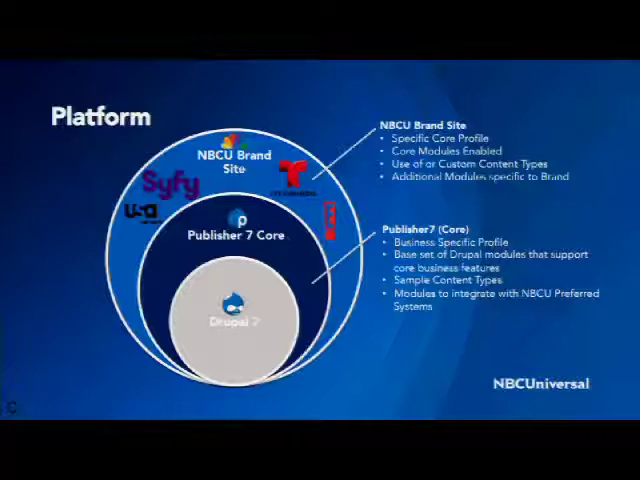 Platform
NBCU Brand
Site
Syfy
usa
Publisher 7 Core
Drupal 7
NBCU Brand Site
• Specific Core Profile
• Core Modules Enabled
• Use of or Custom Content Types
• Additional Modules specific to Brand
Publisher7 (Core)
• Business Specific Profile
• Base set of Drupal modules that support
core business features
• Sample Content Types
• Modules to integrate with NBCU Preferred
Systems
NBCUniversal